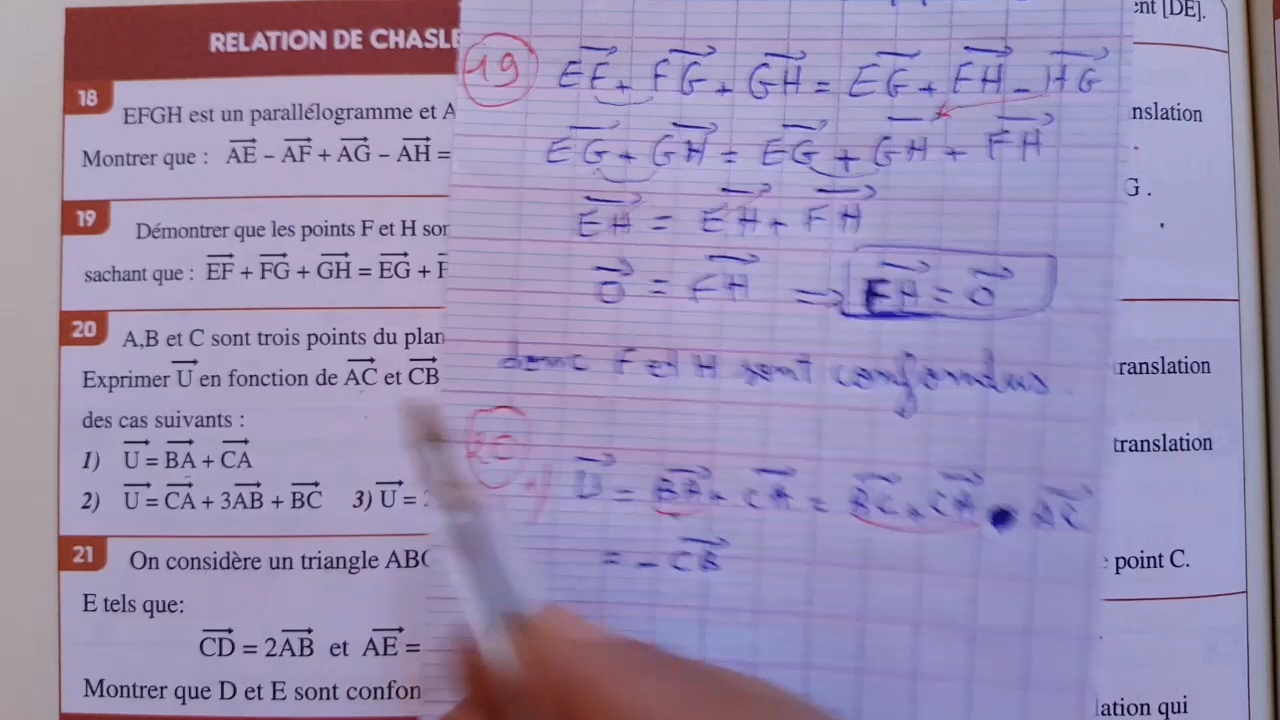 RELATION DE CHASLE
18 EFGH est un parallélogramme et A
Montrer que : AE − AF + AG − AH =
19 Démontrer que les points F et H sor
sachant que : EF + FG + GH = EG + F
20 A,B et C sont trois points du plan
Exprimer U en fonction de AC et CB
des cas suivants :
1) U = BA + CA
2) U = CA + 3AB + BC 3) U =
21 On considère un triangle ABC
E tels que:
CD = 2AB et AE =
Montrer que D et E sont confon
19 EF + FG + GH = EG + FH − HG
EG + GH = EG + GH + FH
EH = EH + FH
0 = FH ⇒ FH = 0
donc F et H sont confondus.
20
1) U = BA + CA = BC + CA AC
= − CB
ent [DE].
nslation
G.
translation
translation
point C.
lation qui